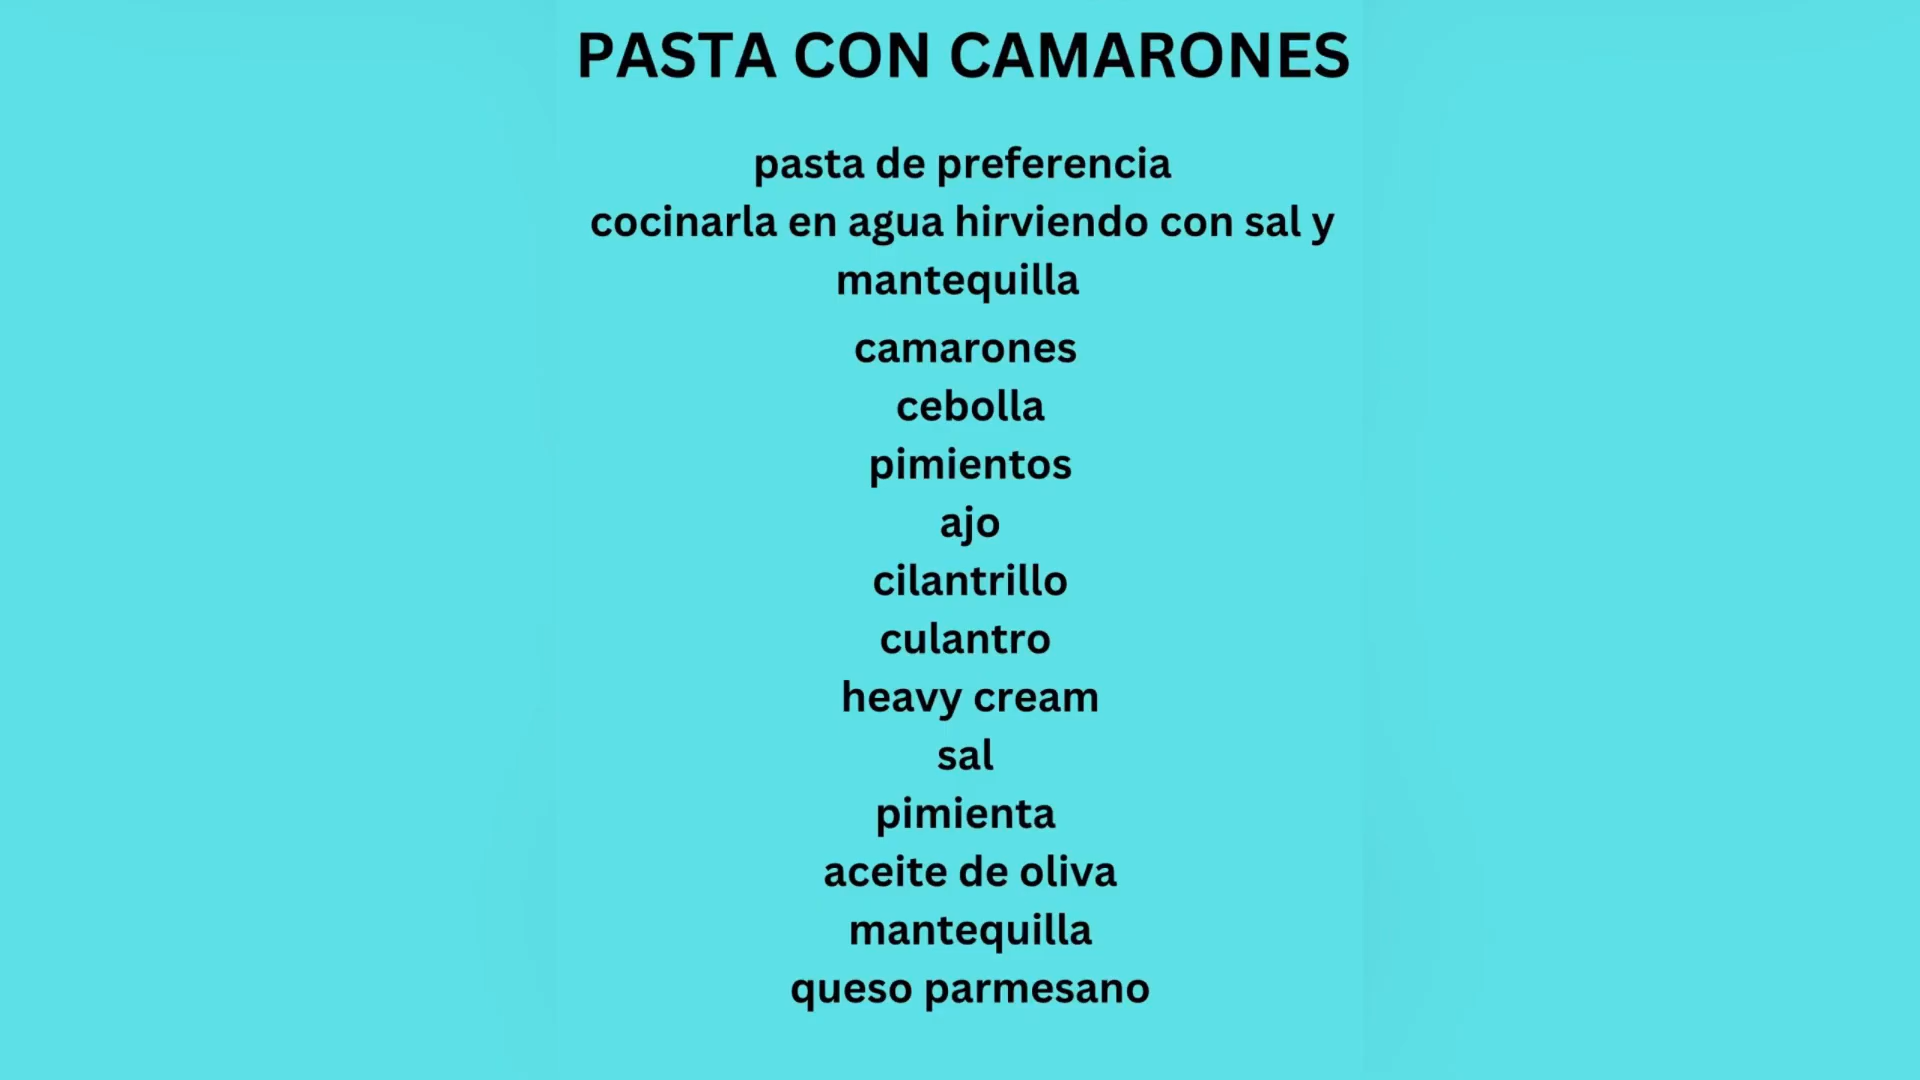 PASTA CON CAMARONES
pasta de preferencia
cocinarla en agua hirviendo con sal y
mantequilla
camarones
cebolla
pimientos
ajo
cilantrillo
culantro
heavy cream
sal
pimienta
aceite de oliva
mantequilla
queso parmesano